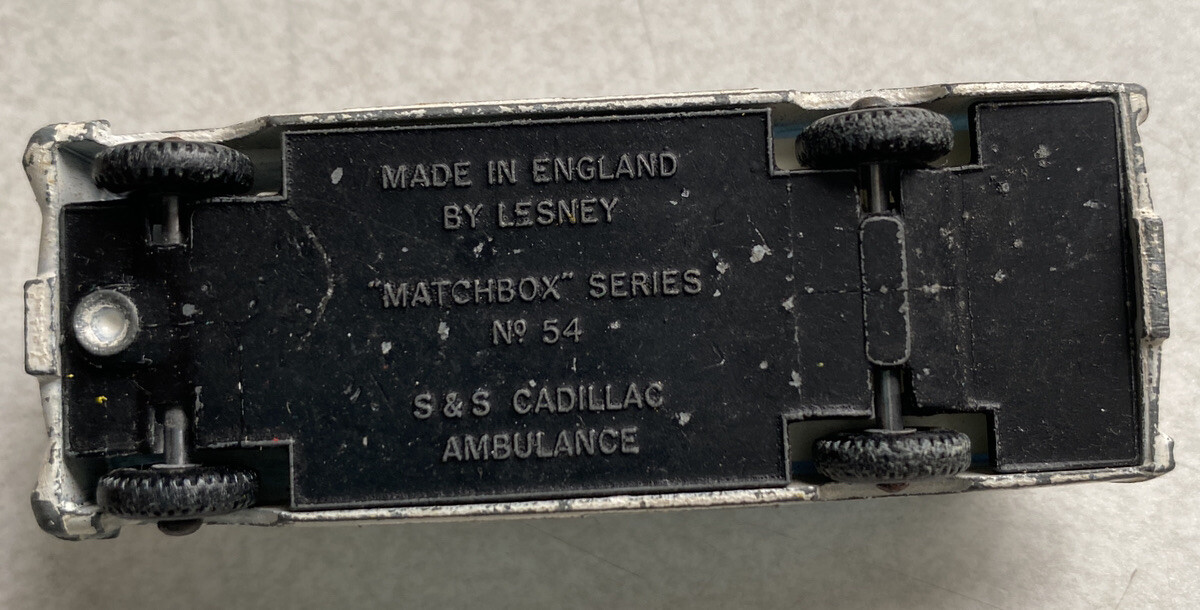 MADE IN ENGLAND
BY LESNEY
"MATCHBOX" SERIES
Nº 54
S & S CADILLAC
AMBULANCE